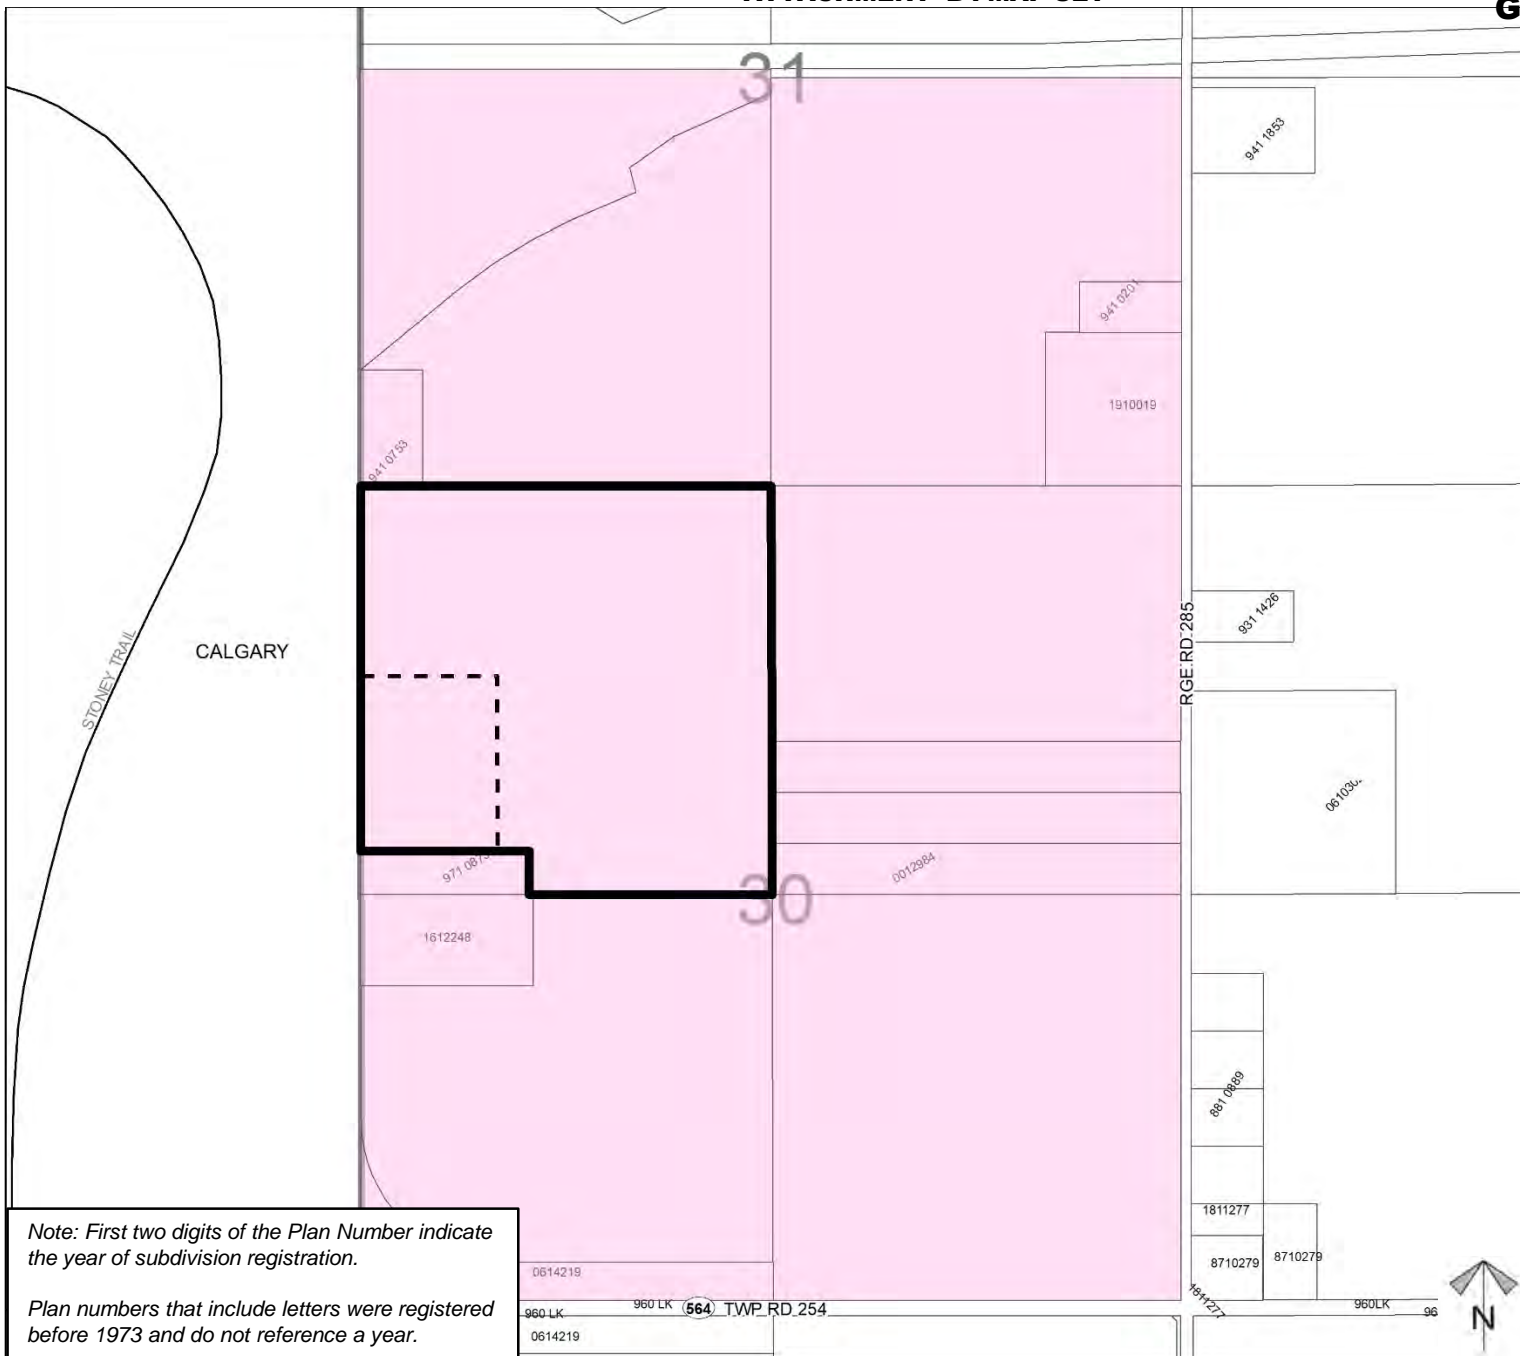 31
941 1853
941 0201
1910019
941 0753
CALGARY
STONEY TRAIL
RGE RD 285
931 1426
0012984
30
1612248
881 0889
1811277
8710279
8710279
1811277
0614219
960 LK
960 LK
564
TWP RD 254
960LK
96
0614219
Note: First two digits of the Plan Number indicate
the year of subdivision registration.
Plan numbers that include letters were registered
before 1973 and do not reference a year.
N